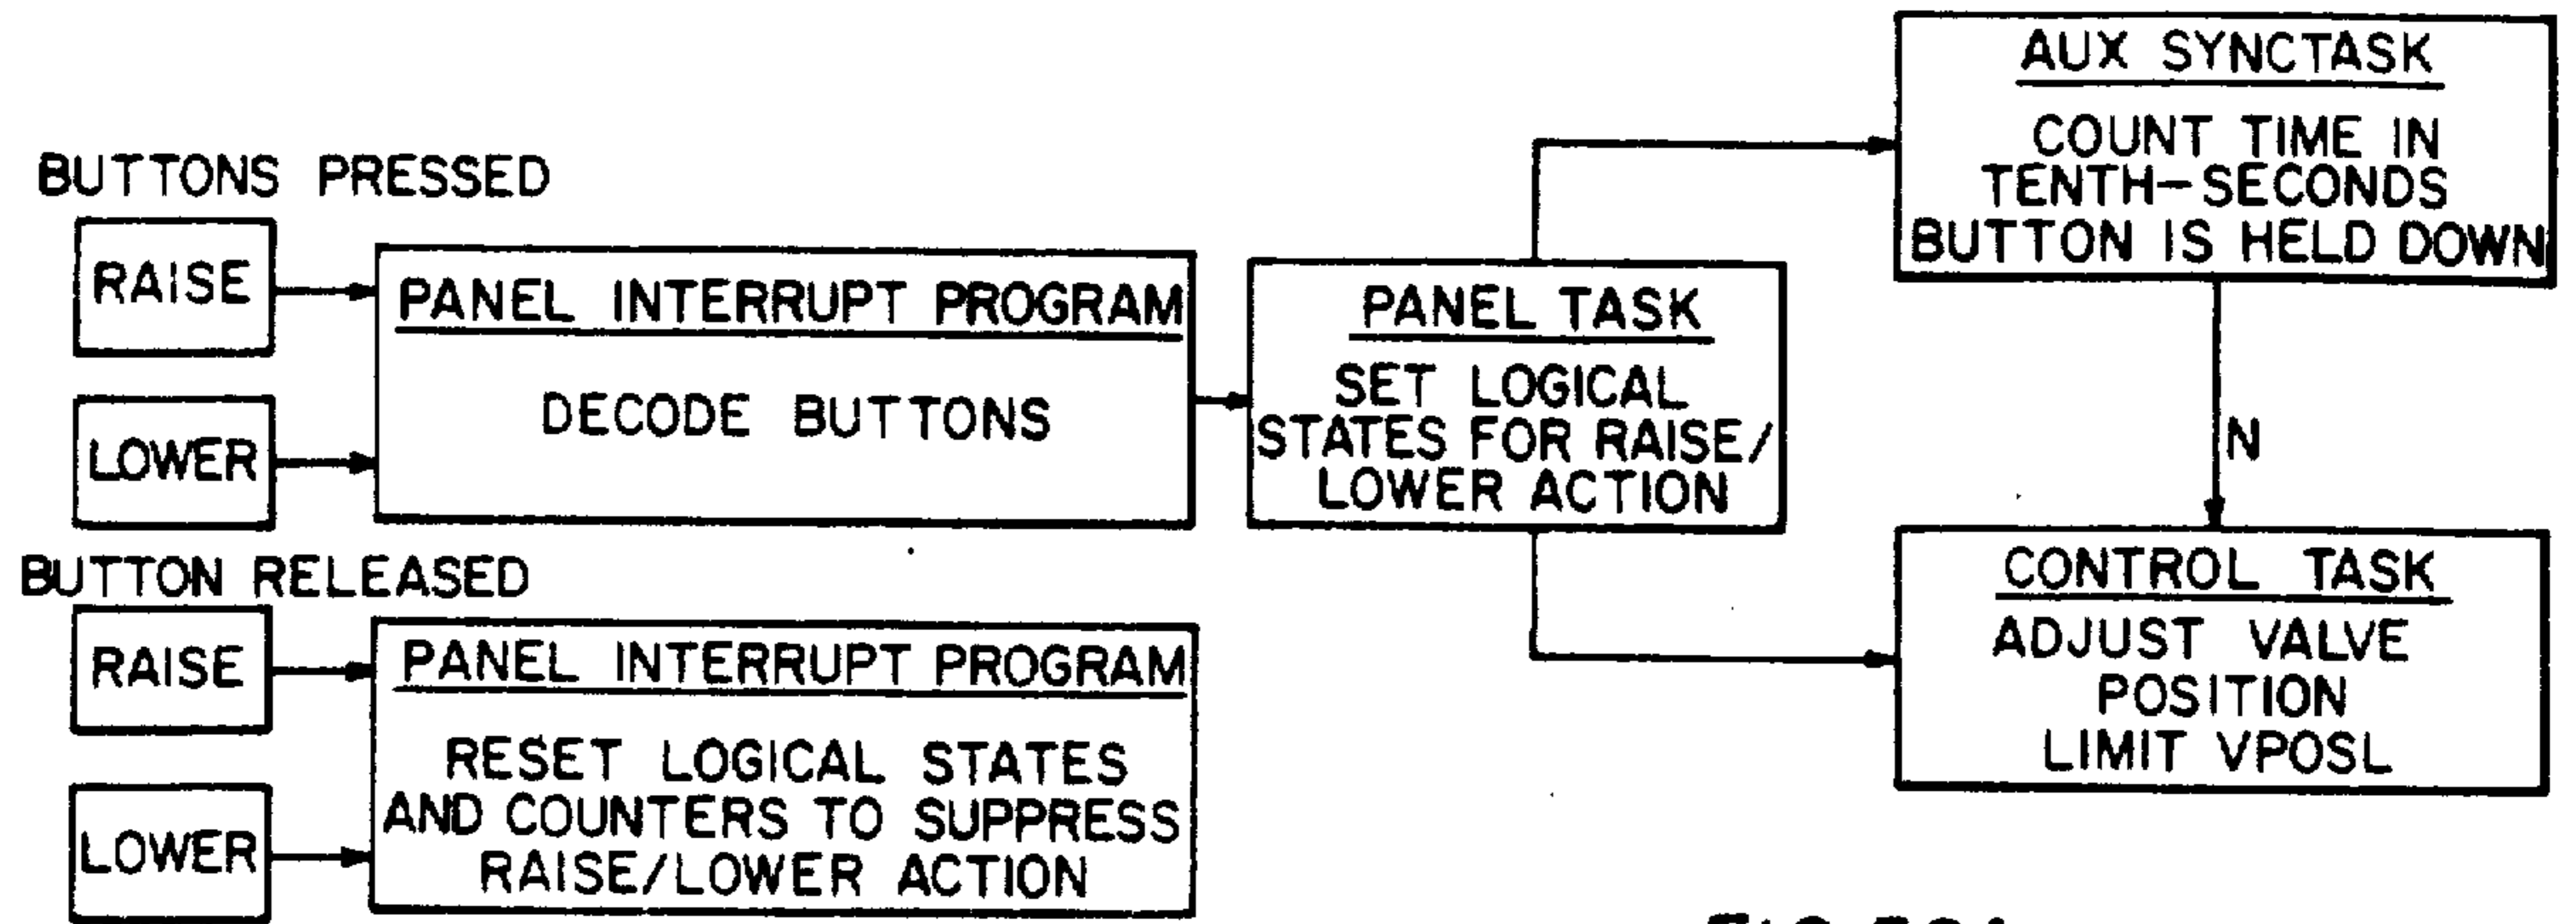 BUTTONS PRESSED
RAISE
LOWER
PANEL INTERRUPT PROGRAM
DECODE BUTTONS
PANEL TASK
SET LOGICAL
STATES FOR RAISE/
LOWER ACTION
AUX SYNCTASK
COUNT TIME IN
TENTH-SECONDS
BUTTON IS HELD DOWN
N
CONTROL TASK
ADJUST VALVE
POSITION
LIMIT VPOSL
BUTTON RELEASED
RAISE
LOWER
PANEL INTERRUPT PROGRAM
RESET LOGICAL STATES
AND COUNTERS TO SUPPRESS
RAISE/LOWER ACTION